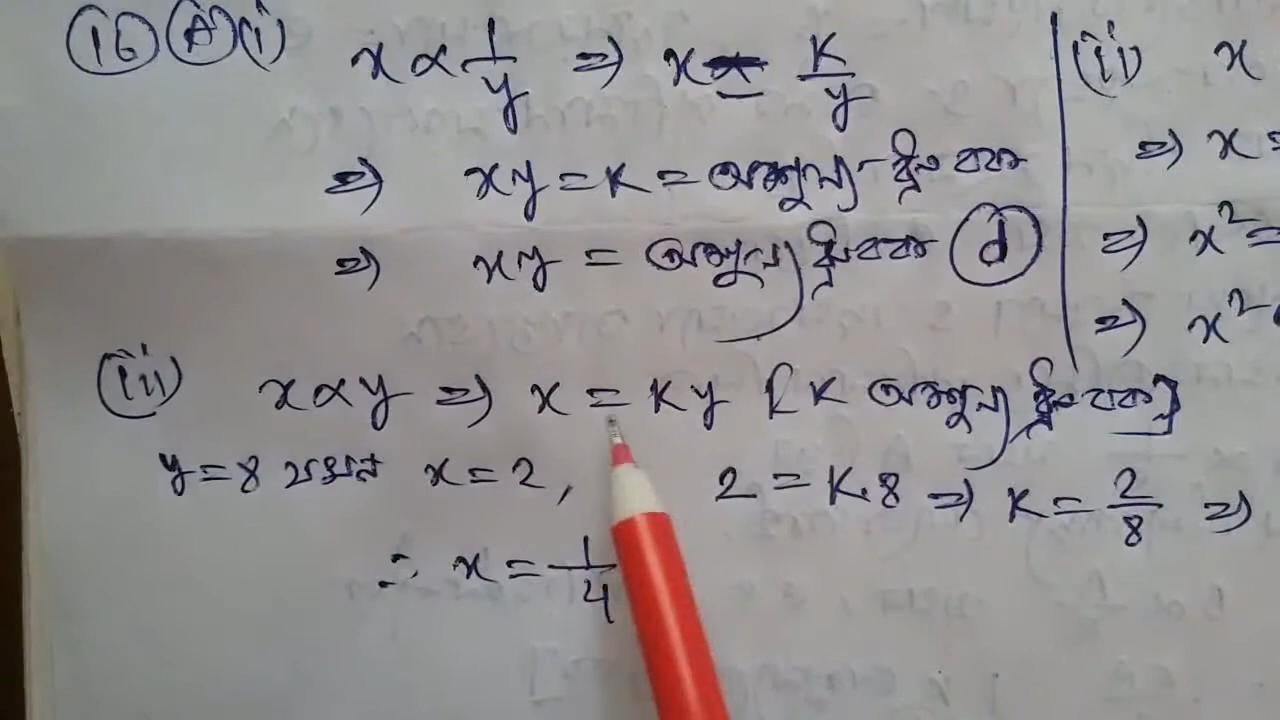 16 A (i) x ∝ 1/y ⇒ x = K/y
⇒ xy = K = অশূন্য ধ্রুবক
⇒ xy = অশূন্য ধ্রুবক (d)
(ii) x
⇒ x =
⇒ x² =
⇒ x²
(iii) x ∝ y ⇒ x = Ky [K অশূন্য ধ্রুবক]
y = 8 যখন x = 2, 2 = K.8 ⇒ K = 2/8 ⇒
∴ x = 1/4